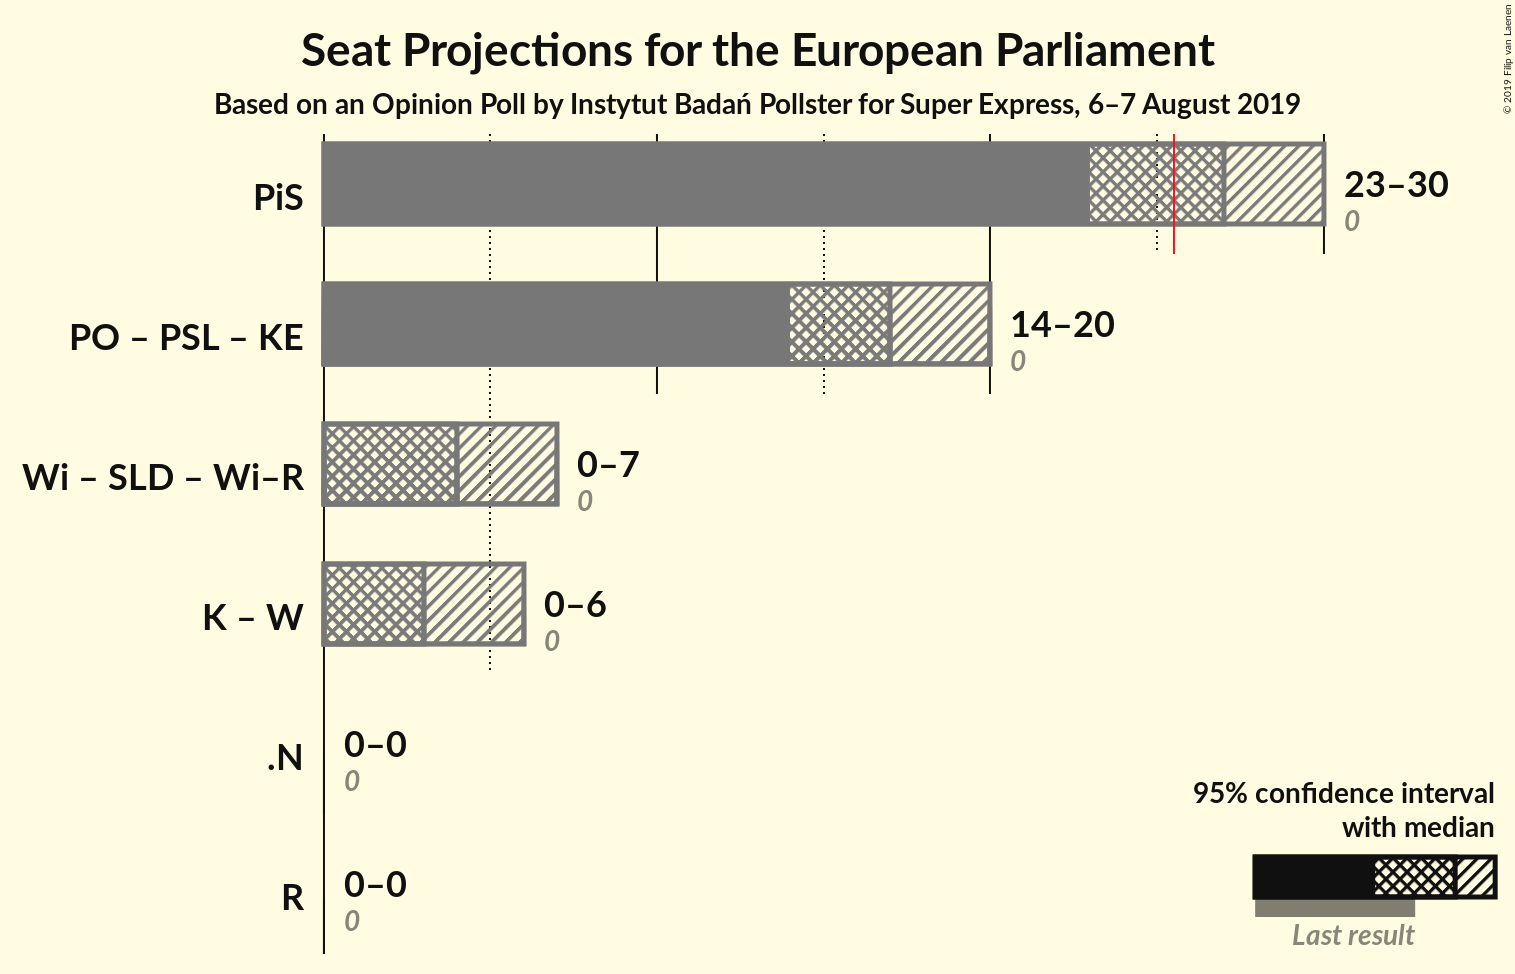 Seat Projections for the European Parliament
Based on an Opinion Poll by Instytut Badań Pollster for Super Express, 6–7 August 2019
© 2019 Filip van Laenen
PiS
23–30
0
PO – PSL – KE
14–20
0
Wi – SLD – Wi–R
0–7
0
K – W
0–6
0
.N
0–0
0
R
0–0
0
95% confidence interval
with median
Last result